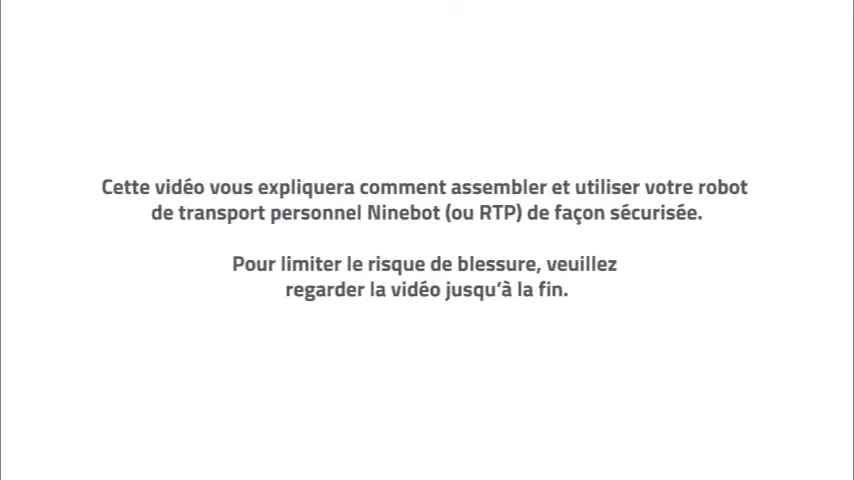 Cette vidéo vous expliquera comment assembler et utiliser votre robot
de transport personnel Ninebot (ou RTP) de façon sécurisée.
Pour limiter le risque de blessure, veuillez
regarder la vidéo jusqu’à la fin.